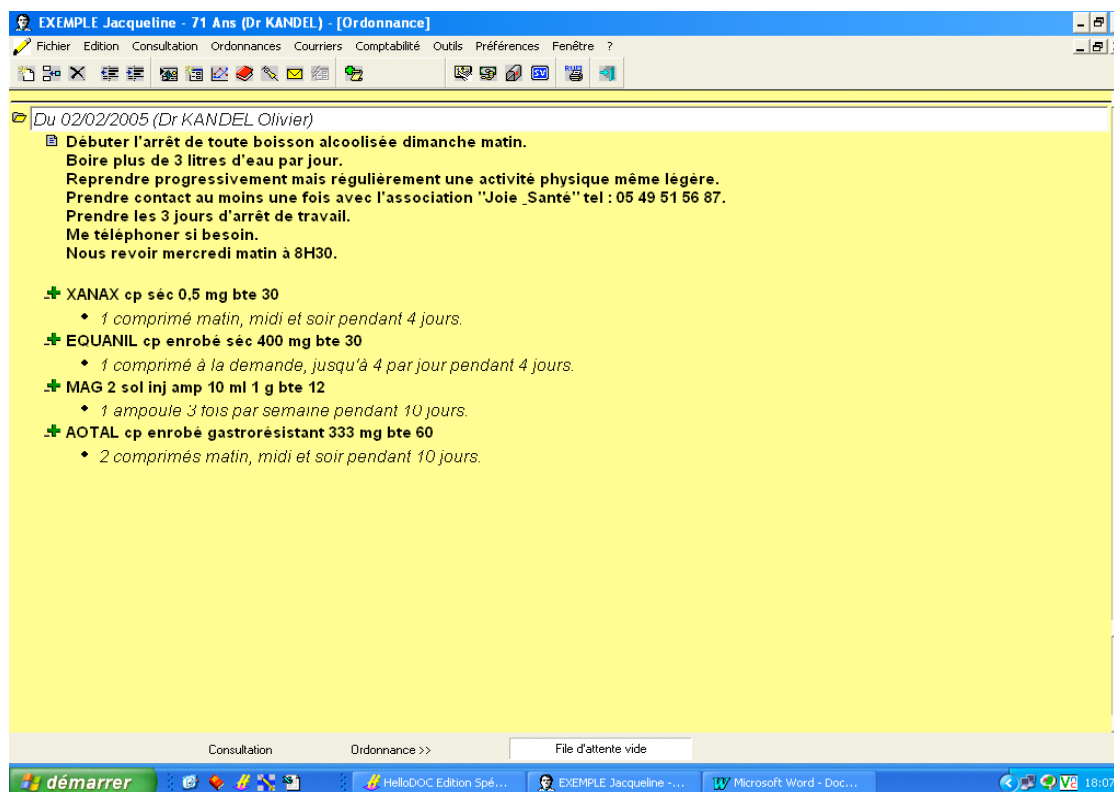 EXEMPLE Jacqueline - 71 Ans (Dr KANDEL) - [Ordonnance]
Fichier Edition Consultation Ordonnances Courriers Comptabilité Outils Préférences Fenêtre ?
SV
Du 02/02/2005 (Dr KANDEL Olivier)
Débuter l'arrêt de toute boisson alcoolisée dimanche matin.
Boire plus de 3 litres d'eau par jour.
Reprendre progressivement mais régulièrement une activité physique même légère.
Prendre contact au moins une fois avec l'association "Joie _Santé" tel : 05 49 51 56 87.
Prendre les 3 jours d'arrêt de travail.
Me téléphoner si besoin.
Nous revoir mercredi matin à 8H30.
XANAX cp séc 0,5 mg bte 30
1 comprimé matin, midi et soir pendant 4 jours.
EQUANIL cp enrobé séc 400 mg bte 30
1 comprimé à la demande, jusqu'à 4 par jour pendant 4 jours.
MAG 2 sol inj amp 10 ml 1 g bte 12
1 ampoule 3 fois par semaine pendant 10 jours.
AOTAL cp enrobé gastrorésistant 333 mg bte 60
2 comprimés matin, midi et soir pendant 10 jours.
Consultation Ordonnance >> File d'attente vide
démarrer HelloDOC Edition Spé... EXEMPLE Jacqueline -... Microsoft Word - Doc... 18:07